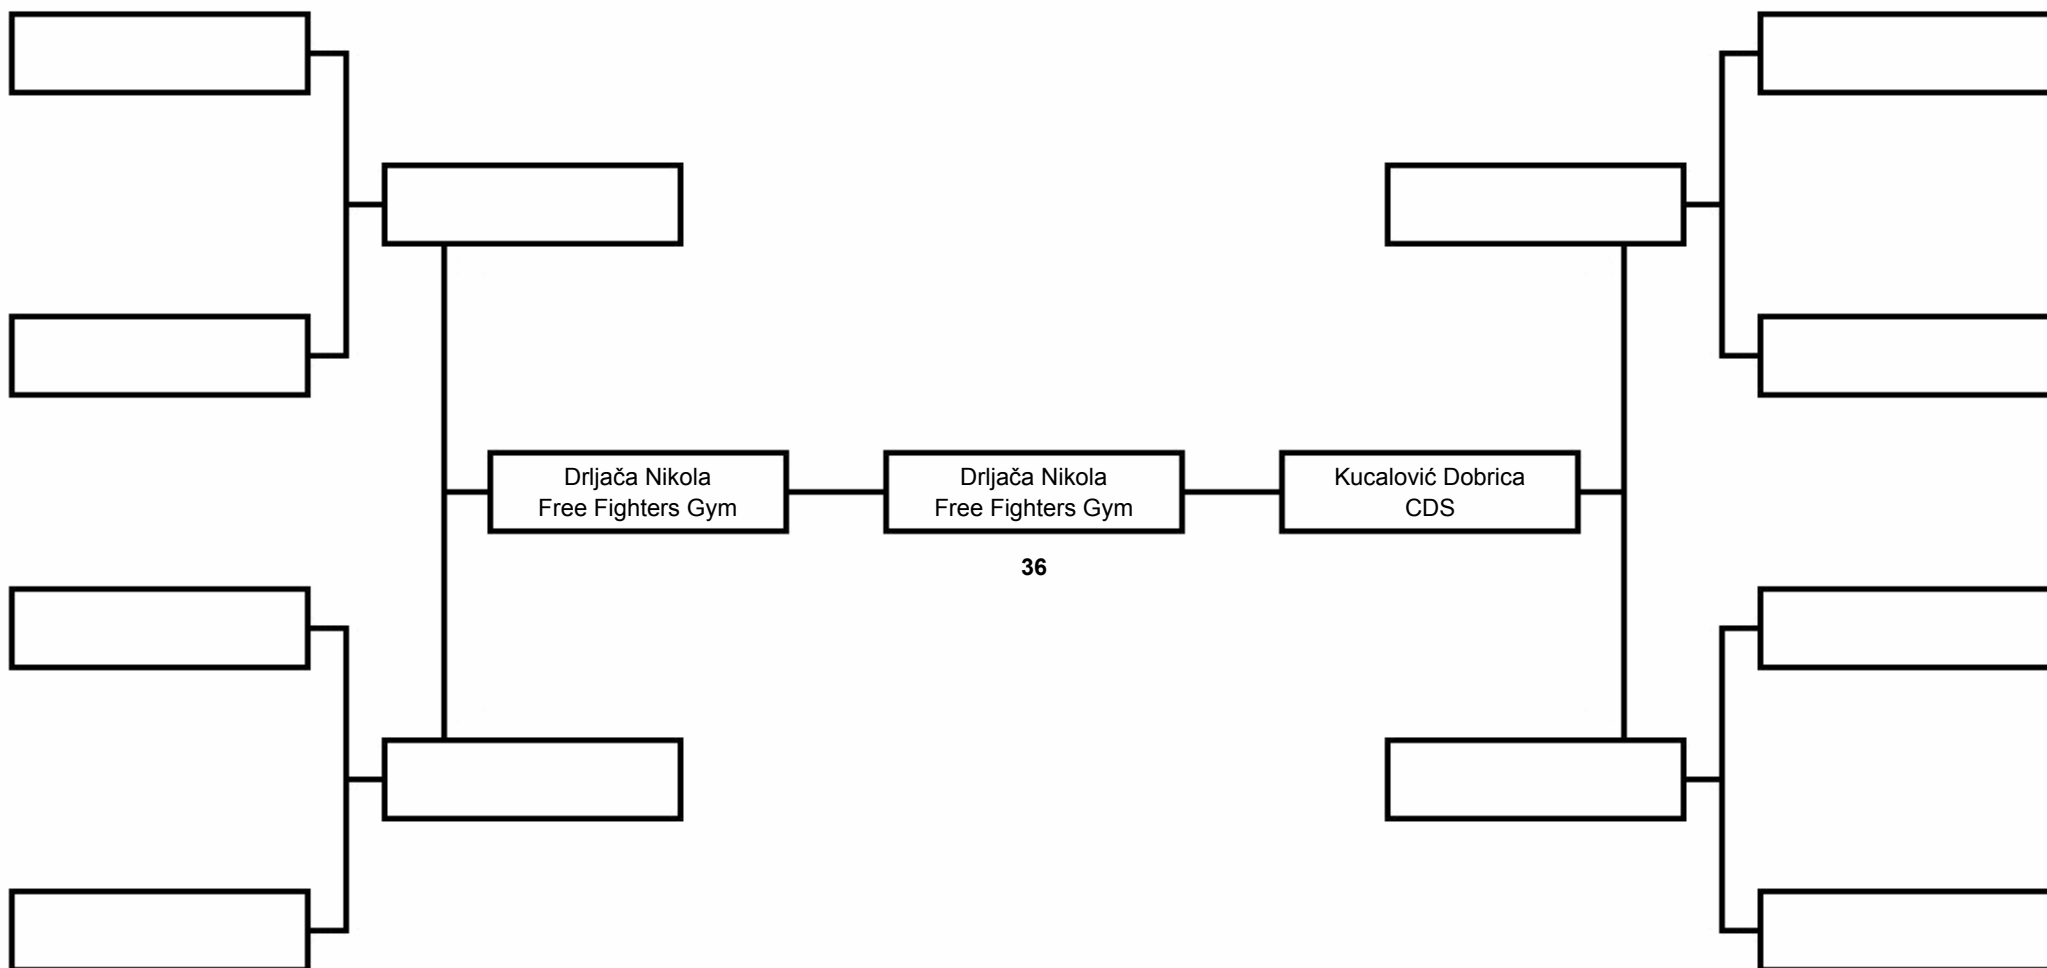 Drljača Nikola
Free Fighters Gym
Drljača Nikola
Free Fighters Gym
36
Kucalović Dobrica
CDS